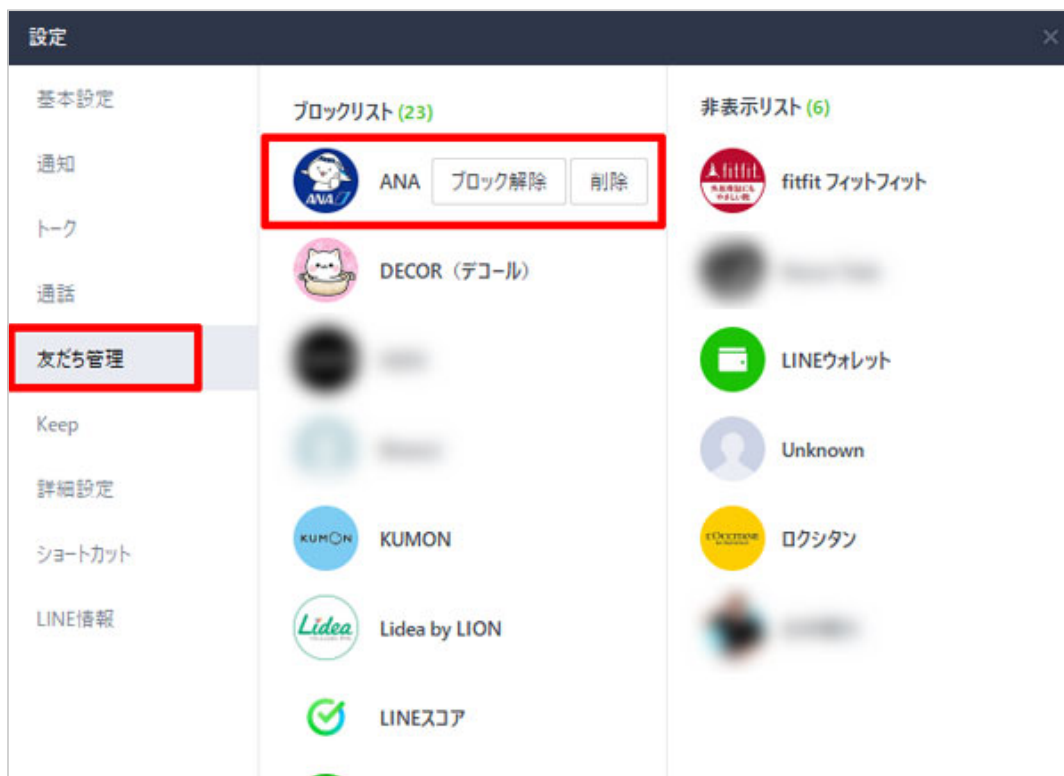 設定
基本設定
通知
トーク
通話
友だち管理
Keep
詳細設定
ショートカット
LINE情報
ブロックリスト (23)
ANA
ANA ブロック解除 削除
DECOR（デコール）
KUMON
KUMON
Lidea
Lidea by LION
LINEスコア
非表示リスト (6)
fitfit
fitfit フィットフィット
LINEウォレット
Unknown
L'OCCITANE
ロクシタン